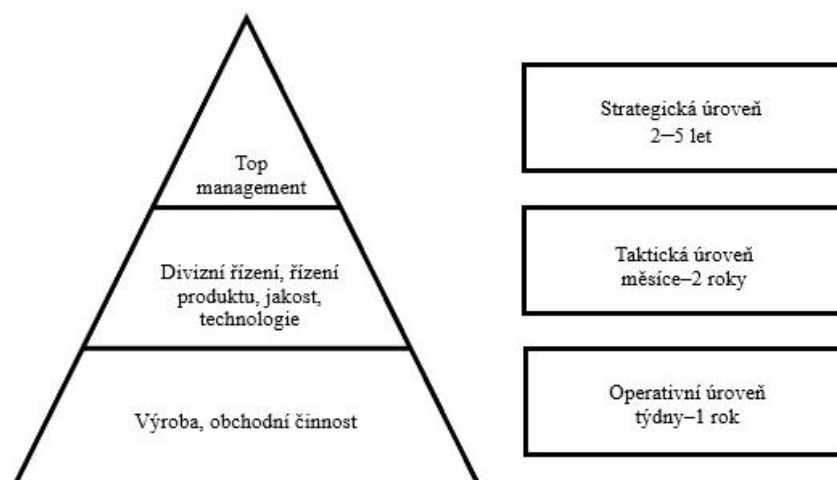 Top
management
Strategická úroveň
2–5 let
Divizní řízení, řízení
produktu, jakost,
technologie
Taktická úroveň
měsíce–2 roky
Výroba, obchodní činnost
Operativní úroveň
týdny–1 rok